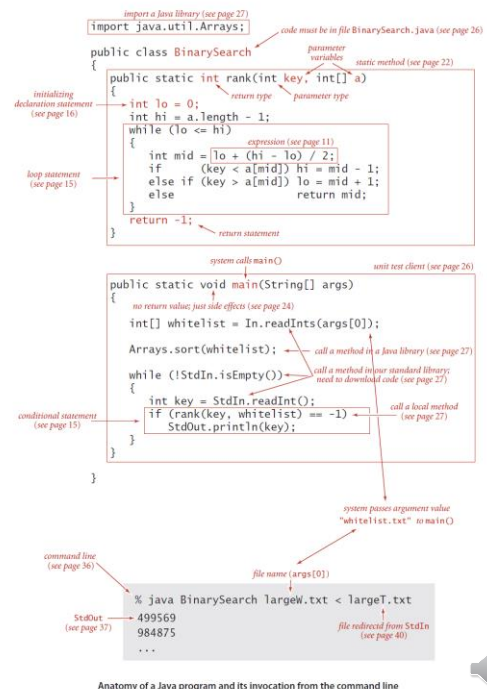 import a Java library (see page 27)
import java.util.Arrays;
code must be in file BinarySearch.java (see page 26)
public class BinarySearch
{
parameter variables
static method (see page 22)
public static int rank(int key, int[] a)
{
return type
parameter type
initializing
declaration statement
(see page 16)
int lo = 0;
int hi = a.length - 1;
while (lo <= hi)
{
expression (see page 11)
int mid = lo + (hi - lo) / 2;
if (key < a[mid]) hi = mid - 1;
else if (key > a[mid]) lo = mid + 1;
else return mid;
}
loop statement
(see page 15)
return -1;
}
return statement
system calls main()
unit test client (see page 26)
public static void main(String[] args)
{
no return value; just side effects (see page 24)
int[] whitelist = In.readInts(args[0]);
Arrays.sort(whitelist);
call a method in a Java library (see page 27)
while (!StdIn.isEmpty())
call a method in our standard library;
need to download code (see page 27)
{
int key = StdIn.readInt();
if (rank(key, whitelist) == -1)
StdOut.println(key);
conditional statement
(see page 15)
call a local method
(see page 27)
}
}
}
system passes argument value
"whitelist.txt" to main()
command line
(see page 36)
file name (args[0])
% java BinarySearch largeW.txt < largeT.txt
StdOut
(see page 37)
499569
984875
...
file redirectd from StdIn
(see page 40)
Anatomy of a Java program and its invocation from the command line